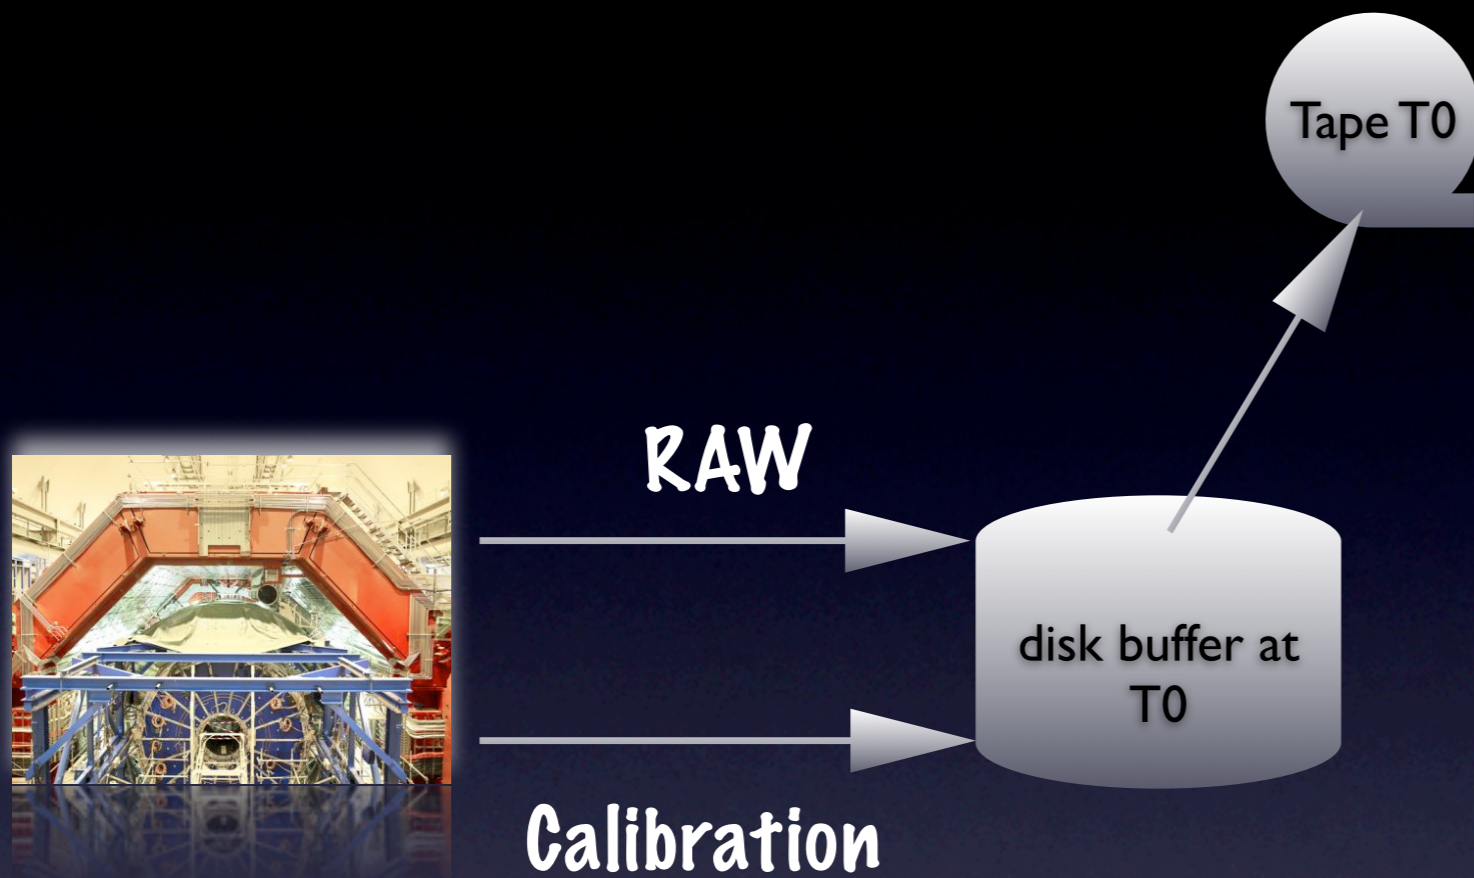 Tape T0
RAW
disk buffer at
T0
Calibration